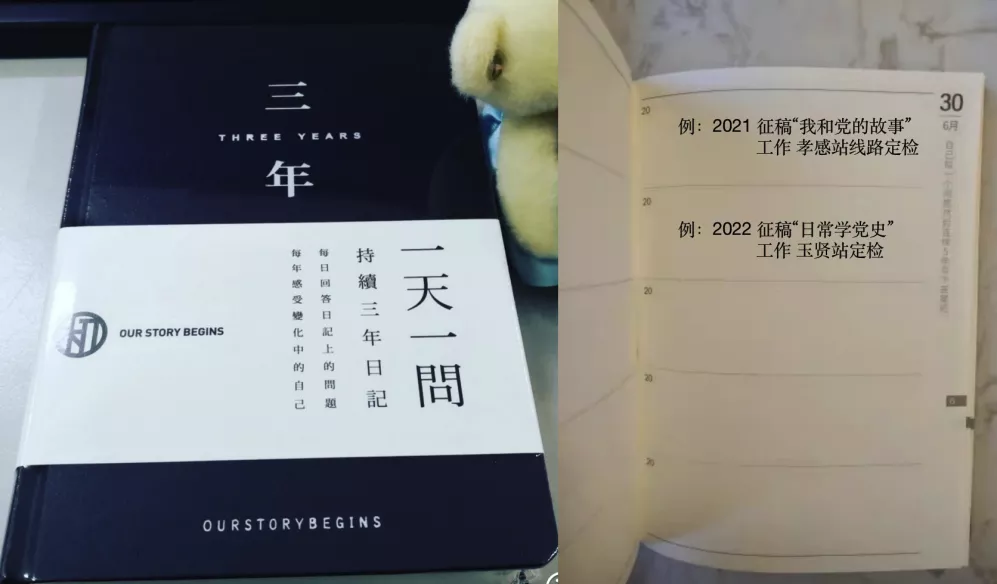 三
THREE YEARS
年
一天一問
持續三年日記
每日回答日記上的問題
每年感受變化中的自己
OUR STORY BEGINS
OURSTORYBEGINS
30
6月
20
例：2021 征稿“我和党的故事”
工作 孝感站线路定检
20
例：2022 征稿“日常学党史”
工作 玉贤站定检
20
20
20